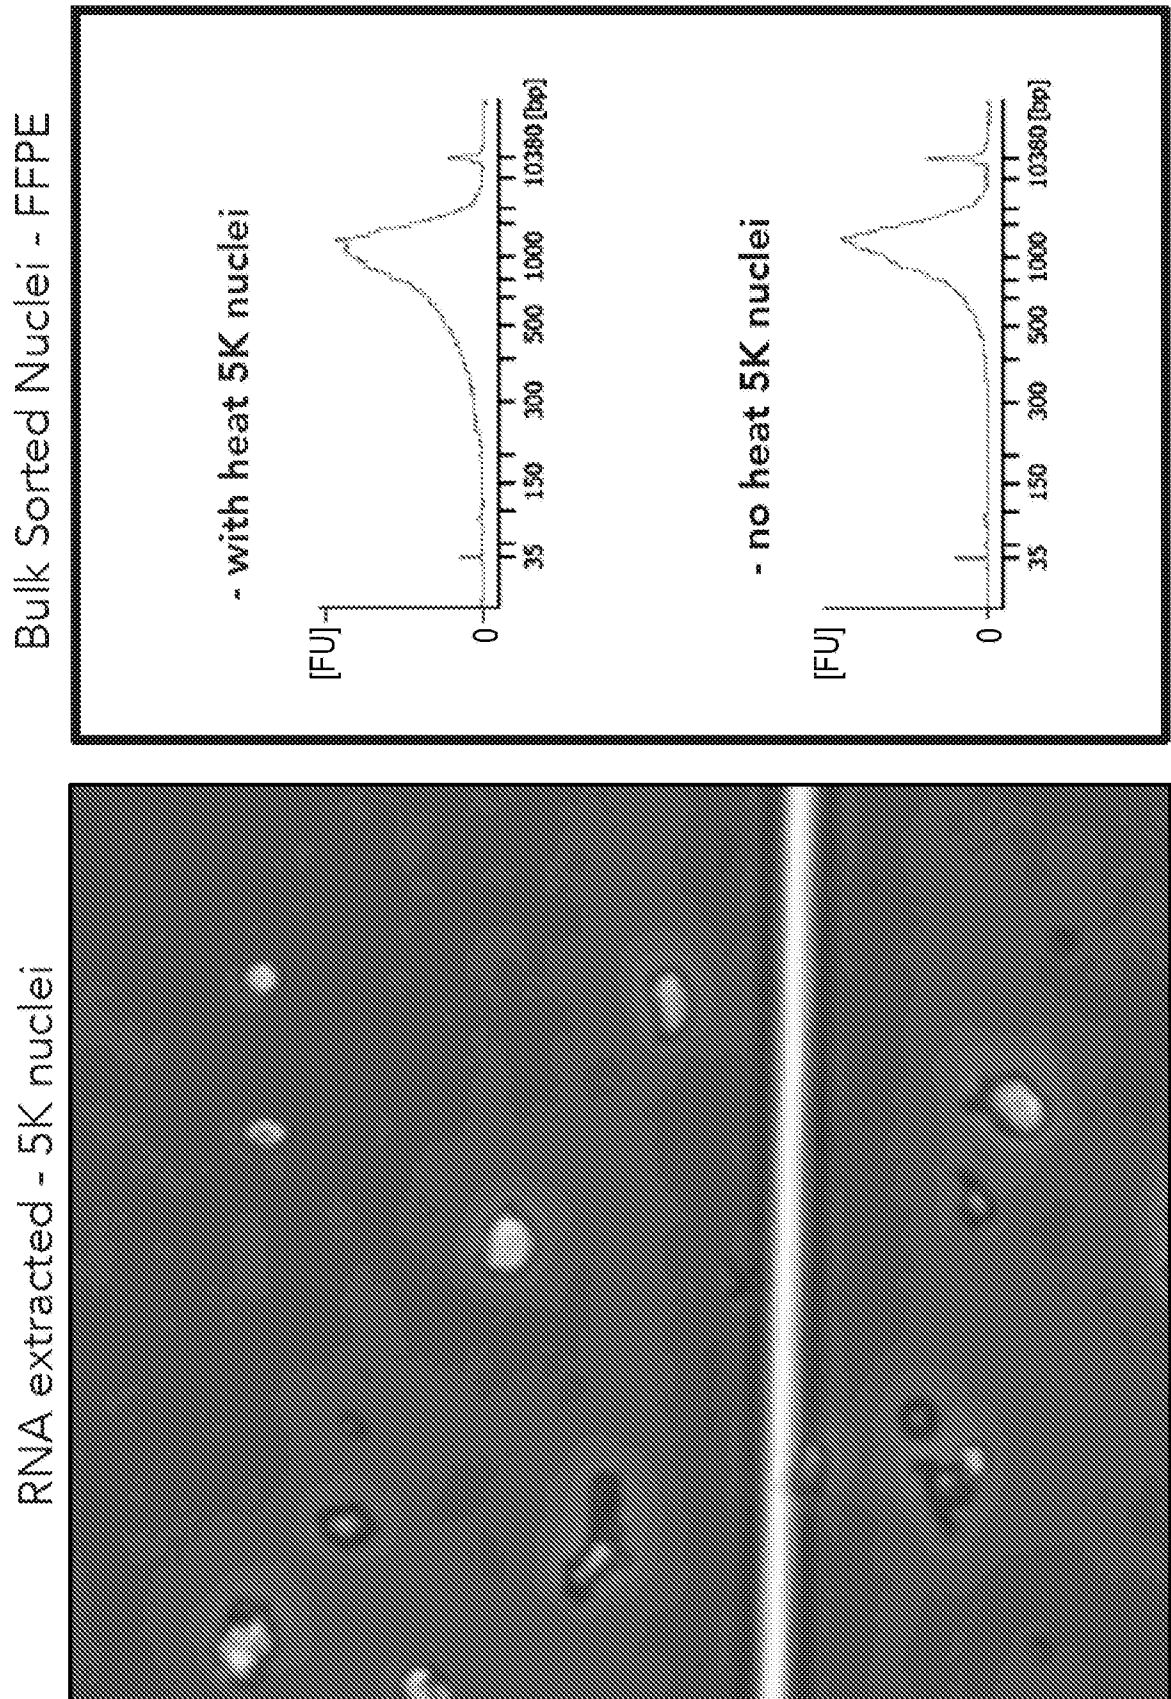 RNA extracted - 5K nuclei
Bulk Sorted Nuclei - FFPE
- with heat 5K nuclei
[FU]
0
35 150 300 500 1000 10380 [bp]
- no heat 5K nuclei
[FU]
0
35 150 300 500 1000 10380 [bp]